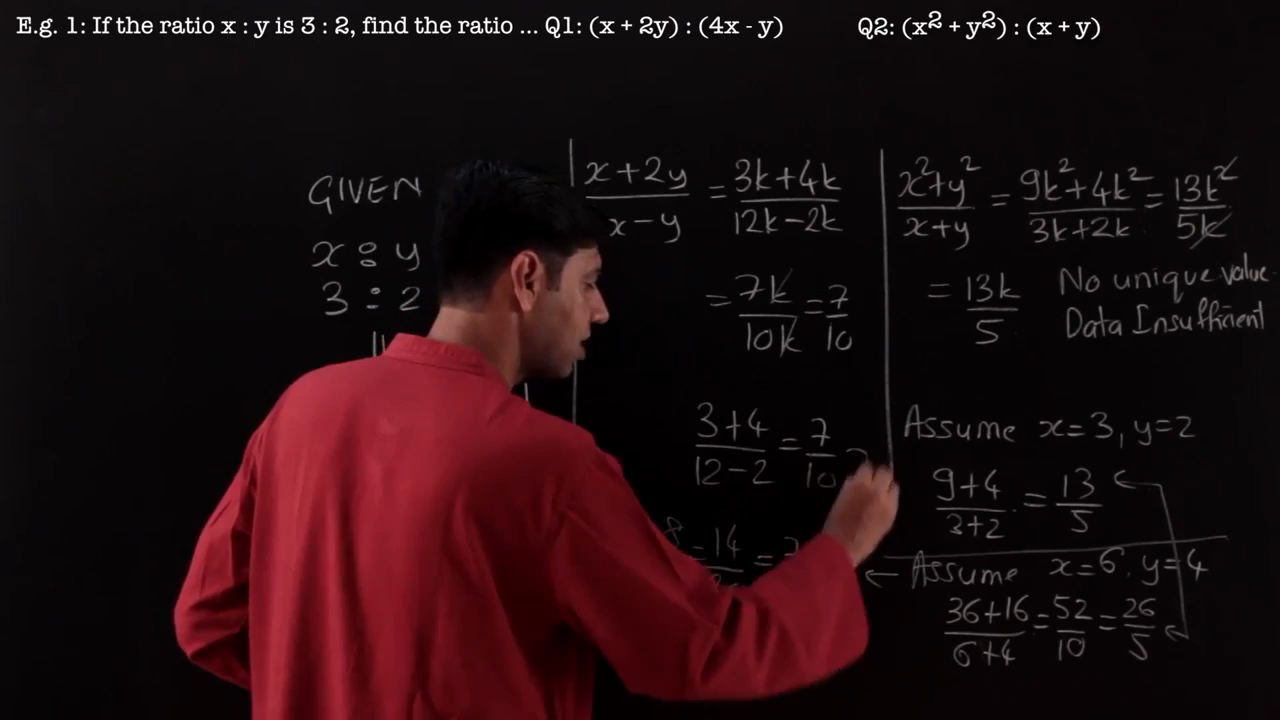 E.g. 1: If the ratio x : y is 3 : 2, find the ratio ... Q1: (x + 2y) : (4x - y) Q2: (x² + y²) : (x + y)
GIVEN
x : y
3 : 2
x+2y / x−y = 3k+4k / 12k−2k
= 7k / 10k = 7 / 10
3+4 / 12−2 = 7 / 10
8 = 14 =
x²+y² / x+y = 9k²+4k² / 3k+2k = 13k² / 5k
= 13k / 5 No unique value
Data Insufficient
Assume x=3, y=2
9+4 / 3+2 = 13 / 5
← Assume x=6, y=4
36+16 / 6+4 = 52 / 10 = 26 / 5